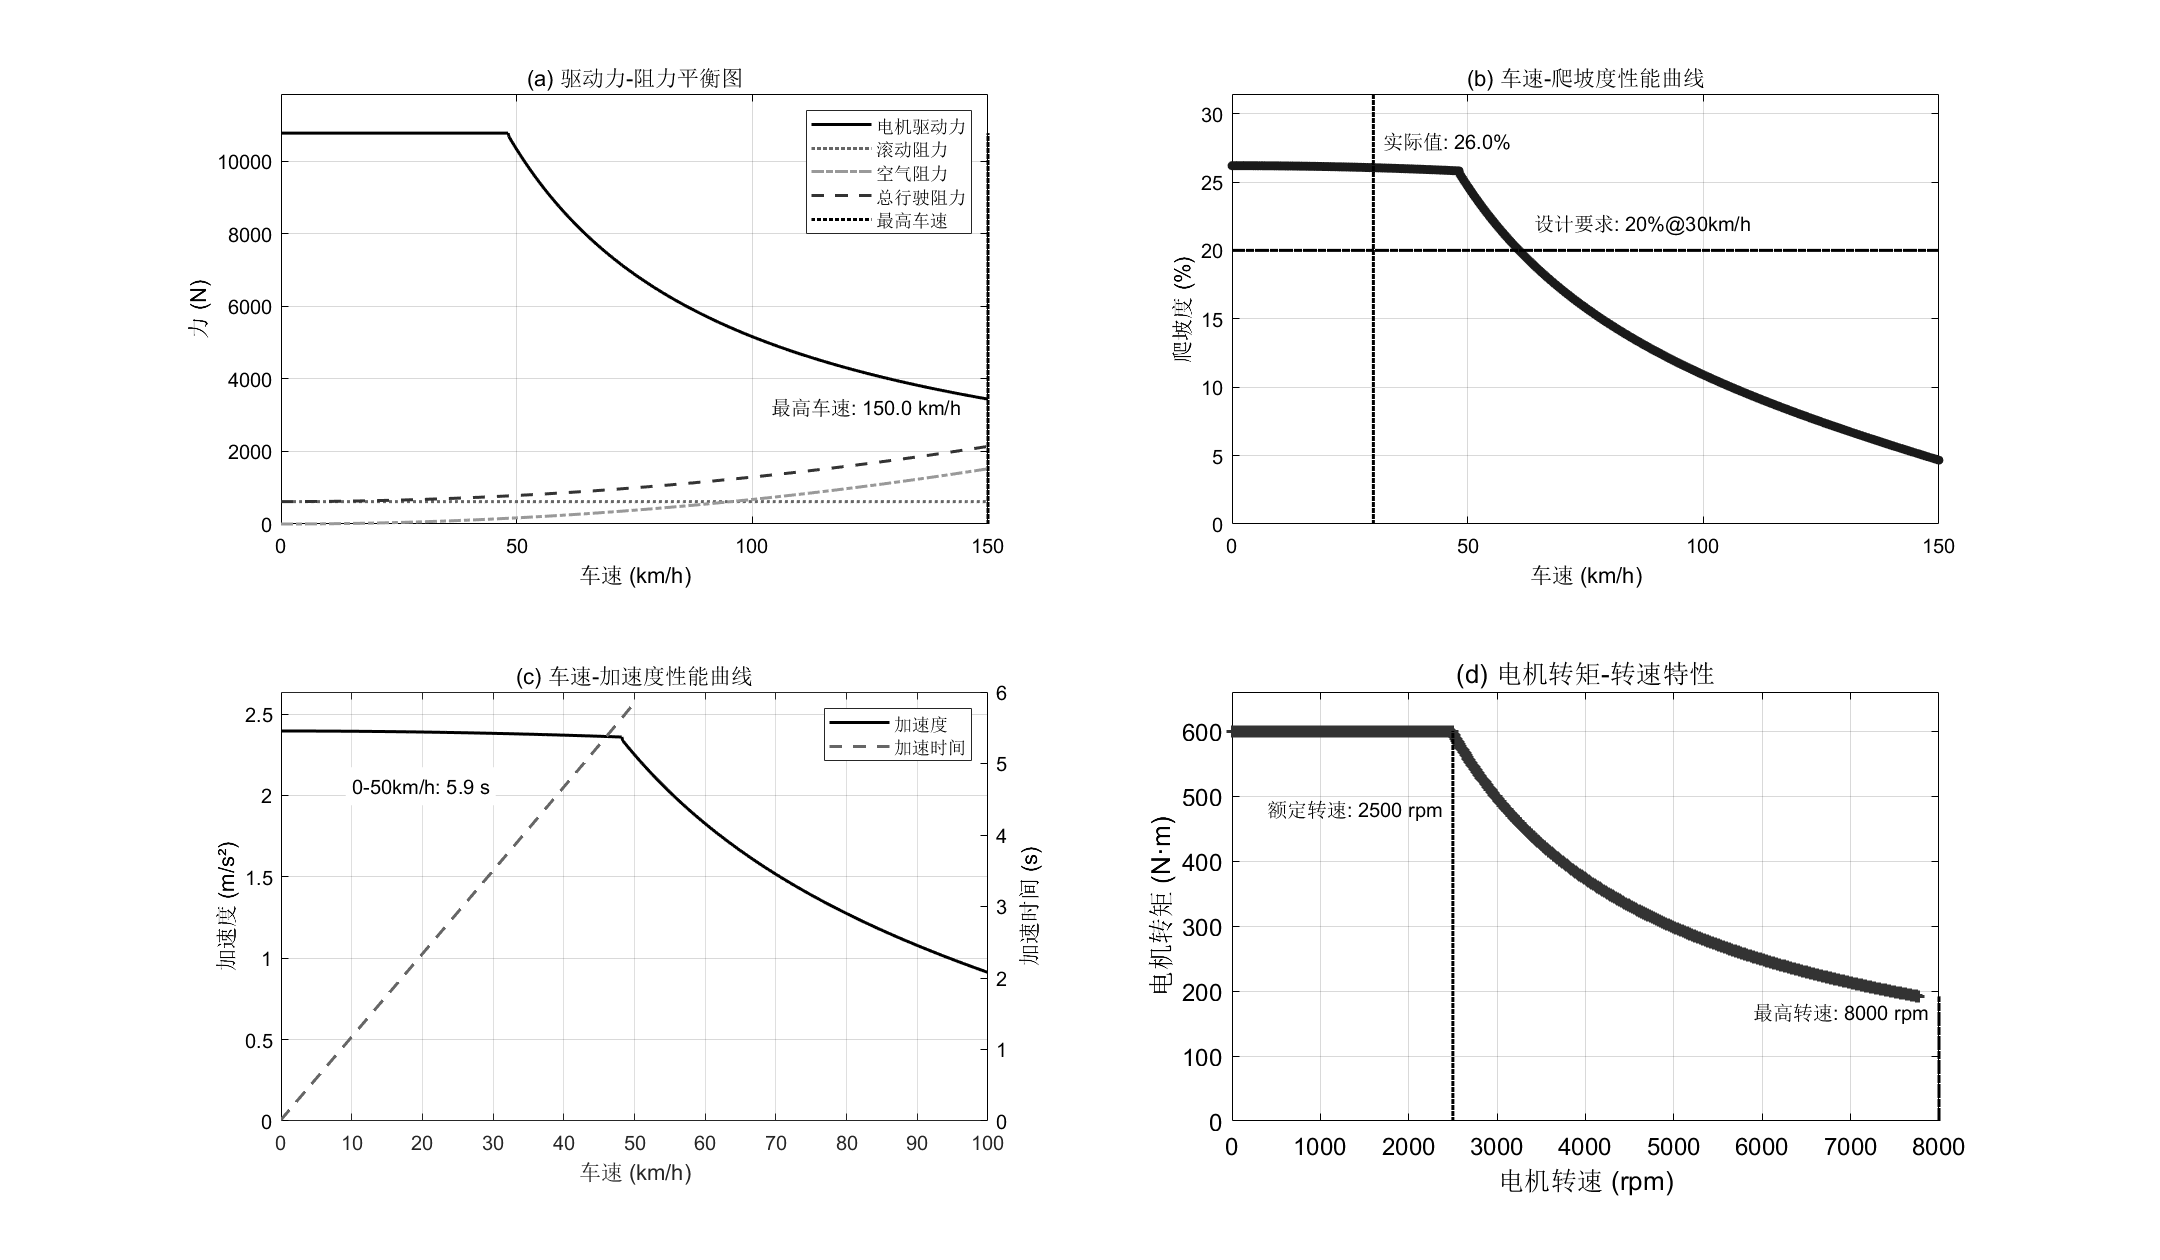 (a) 驱动力-阻力平衡图
电机驱动力
滚动阻力
空气阻力
总行驶阻力
最高车速
10000
8000
6000
4000
2000
0
力 (N)
最高车速: 150.0 km/h
0 50 100 150
车速 (km/h)
(b) 车速-爬坡度性能曲线
30
25
20
15
10
5
0
爬坡度 (%)
实际值: 26.0%
设计要求: 20%@30km/h
0 50 100 150
车速 (km/h)
(c) 车速-加速度性能曲线
加速度
加速时间
2.5
2
1.5
1
0.5
0
加速度 (m/s²)
0-50km/h: 5.9 s
6
5
4
3
2
1
0
加速时间 (s)
0 10 20 30 40 50 60 70 80 90 100
车速 (km/h)
(d) 电机转矩-转速特性
600
500
400
300
200
100
0
电机转矩 (N·m)
额定转速: 2500 rpm
最高转速: 8000 rpm
0 1000 2000 3000 4000 5000 6000 7000 8000
电机转速 (rpm)